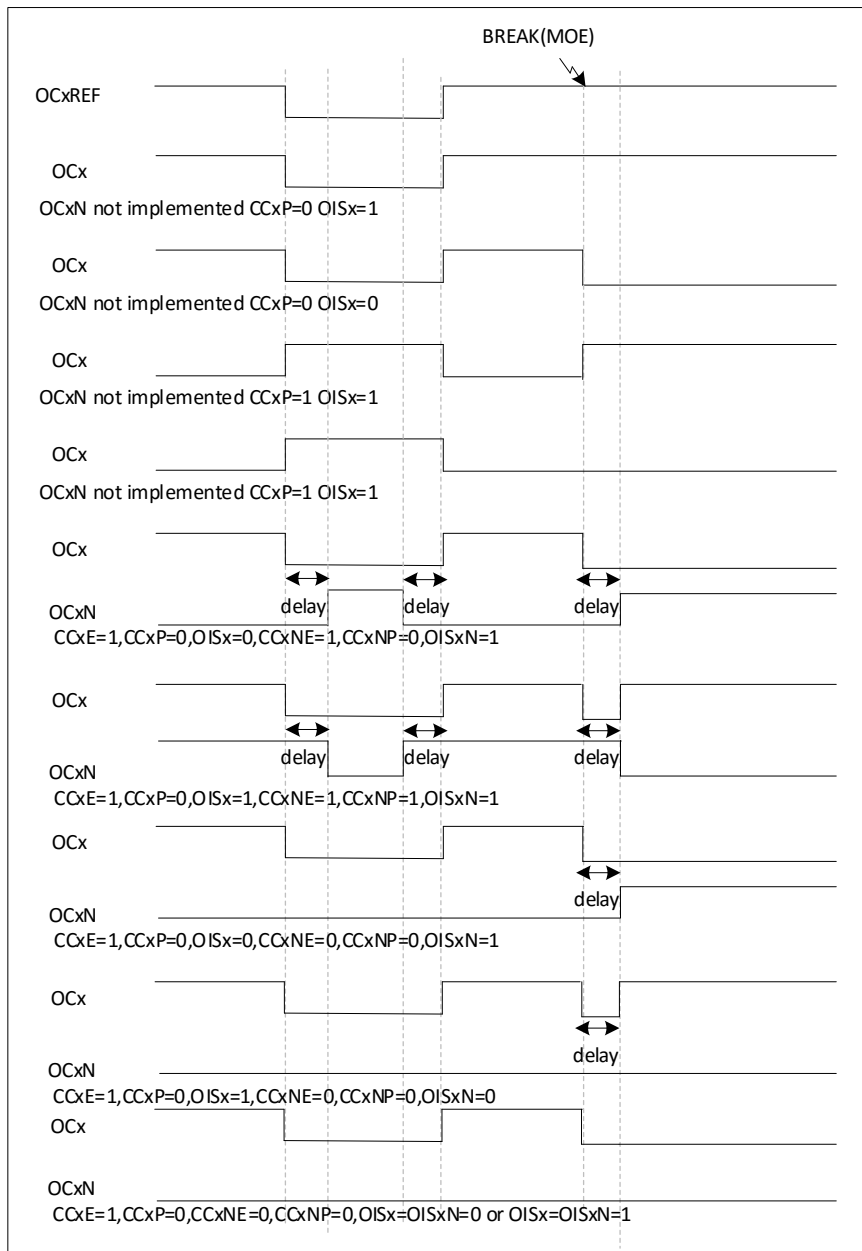 BREAK(MOE)
OCxREF
OCx
OCxN not implemented CCxP=0 OISx=1
OCx
OCxN not implemented CCxP=0 OISx=0
OCx
OCxN not implemented CCxP=1 OISx=1
OCx
OCxN not implemented CCxP=1 OISx=1
OCx
delay delay delay
OCxN
CCxE=1,CCxP=0,OISx=0,CCxNE=1,CCxNP=0,OISxN=1
OCx
delay delay delay
OCxN
CCxE=1,CCxP=0,OISx=1,CCxNE=1,CCxNP=1,OISxN=1
OCx
delay
OCxN
CCxE=1,CCxP=0,OISx=0,CCxNE=0,CCxNP=0,OISxN=1
OCx
delay
OCxN
CCxE=1,CCxP=0,OISx=1,CCxNE=0,CCxNP=0,OISxN=0
OCx
OCxN
CCxE=1,CCxP=0,CCxNE=0,CCxNP=0,OISx=OISxN=0 or OISx=OISxN=1